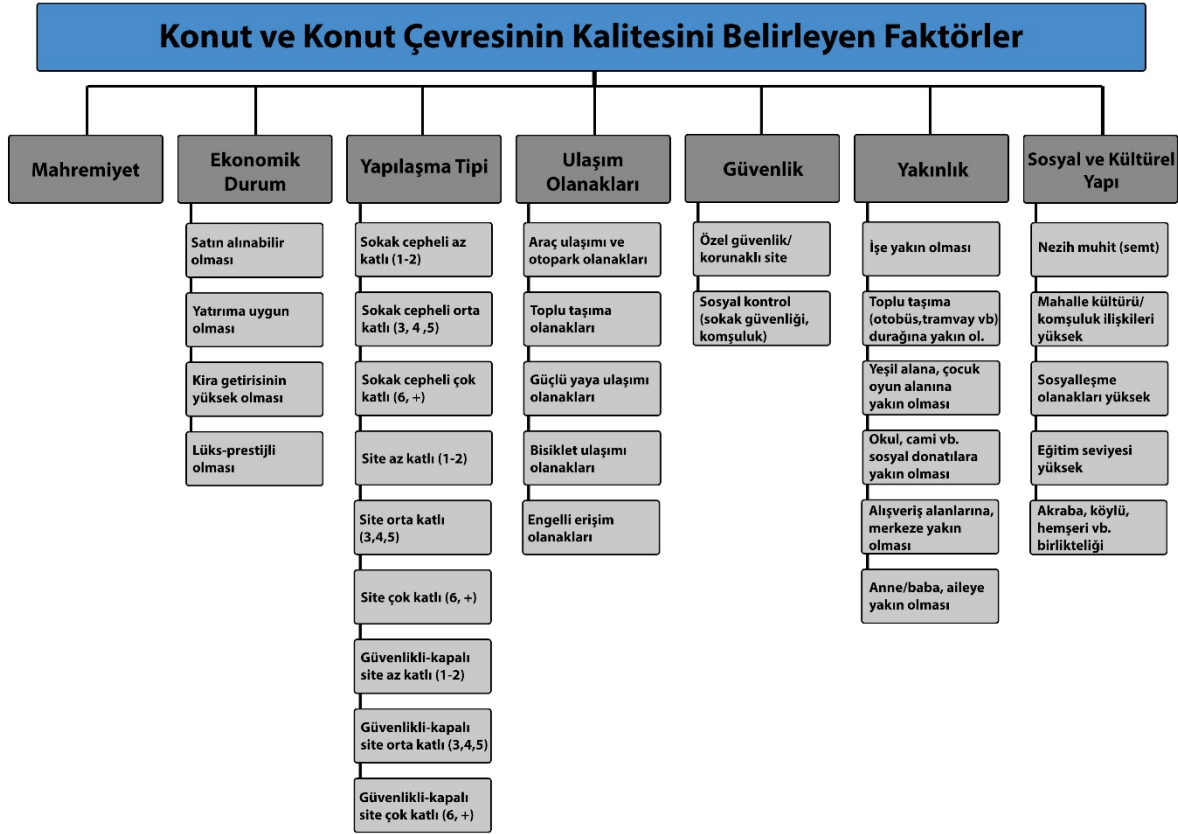 Konut ve Konut Çevresinin Kalitesini Belirleyen Faktörler
Mahremiyet
Ekonomik
Durum
Satın alınabilir
olması
Yatırıma uygun
olması
Kira getirisinin
yüksek olması
Lüks-prestijli
olması
Yapılaşma Tipi
Sokak cepheli az
katlı (1-2)
Sokak cepheli orta
katlı (3, 4 ,5)
Sokak cepheli çok
katlı (6, +)
Site az katlı (1-2)
Site orta katlı
(3,4,5)
Site çok katlı (6, +)
Güvenlikli-kapalı
site az katlı (1-2)
Güvenlikli-kapalı
site orta katlı (3,4,5)
Güvenlikli-kapalı
site çok katlı (6, +)
Ulaşım
Olanakları
Araç ulaşımı ve
otopark olanakları
Toplu taşıma
olanakları
Güçlü yaya ulaşımı
olanakları
Bisiklet ulaşımı
olanakları
Engelli erişim
olanakları
Güvenlik
Özel güvenlik/
korunaklı site
Sosyal kontrol
(sokak güvenliği,
komşuluk)
Yakınlık
İşe yakın olması
Toplu taşıma
(otobüs,tramvay vb)
durağına yakın ol.
Yeşil alana, çocuk
oyun alanına
yakın olması
Okul, cami vb.
sosyal donatılara
yakın olması
Alışveriş alanlarına,
merkeze yakın
olması
Anne/baba, aileye
yakın olması
Sosyal ve Kültürel
Yapı
Nezih muhit (semt)
Mahalle kültürü/
komşuluk ilişkileri
yüksek
Sosyalleşme
olanakları yüksek
Eğitim seviyesi
yüksek
Akraba, köylü,
hemşeri vb.
birlikteliği